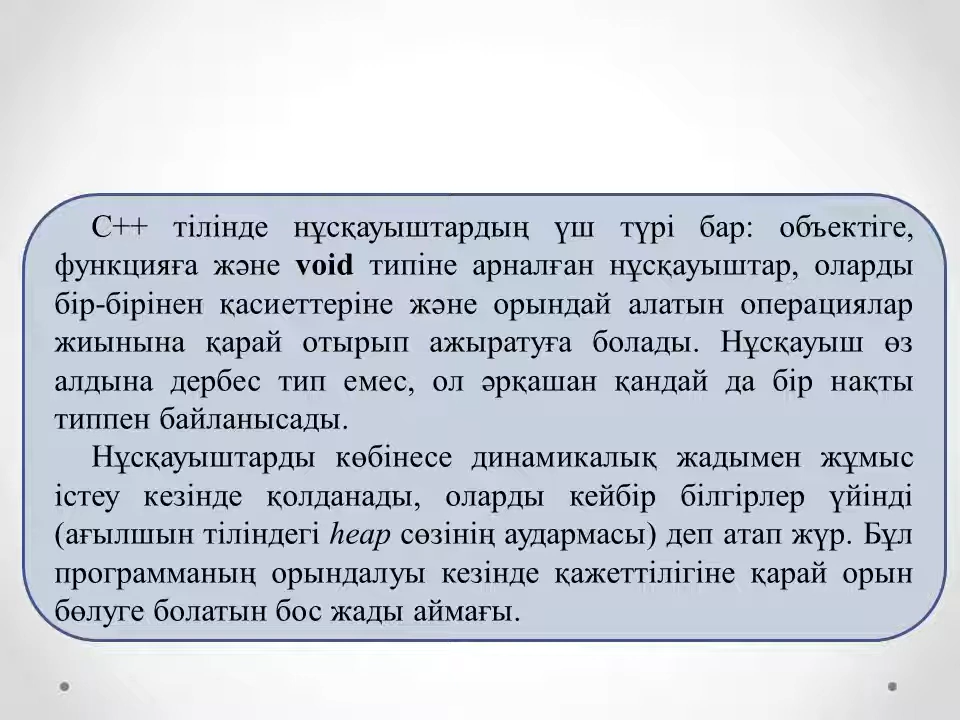 С++ тілінде нұсқауыштардың үш түрі бар: объектіге,
функцияға және void типіне арналған нұсқауыштар, оларды
бір-бірінен қасиеттеріне және орындай алатын операциялар
жиынына қарай отырып ажыратуға болады. Нұсқауыш өз
алдына дербес тип емес, ол әрқашан қандай да бір нақты
типпен байланысады.
Нұсқауыштарды көбінесе динамикалық жадымен жұмыс
істеу кезінде қолданады, оларды кейбір білгірлер үйінді
(ағылшын тіліндегі heap сөзінің аудармасы) деп атап жүр. Бұл
программаның орындалуы кезінде қажеттілігіне қарай орын
бөлуге болатын бос жады аймағы.